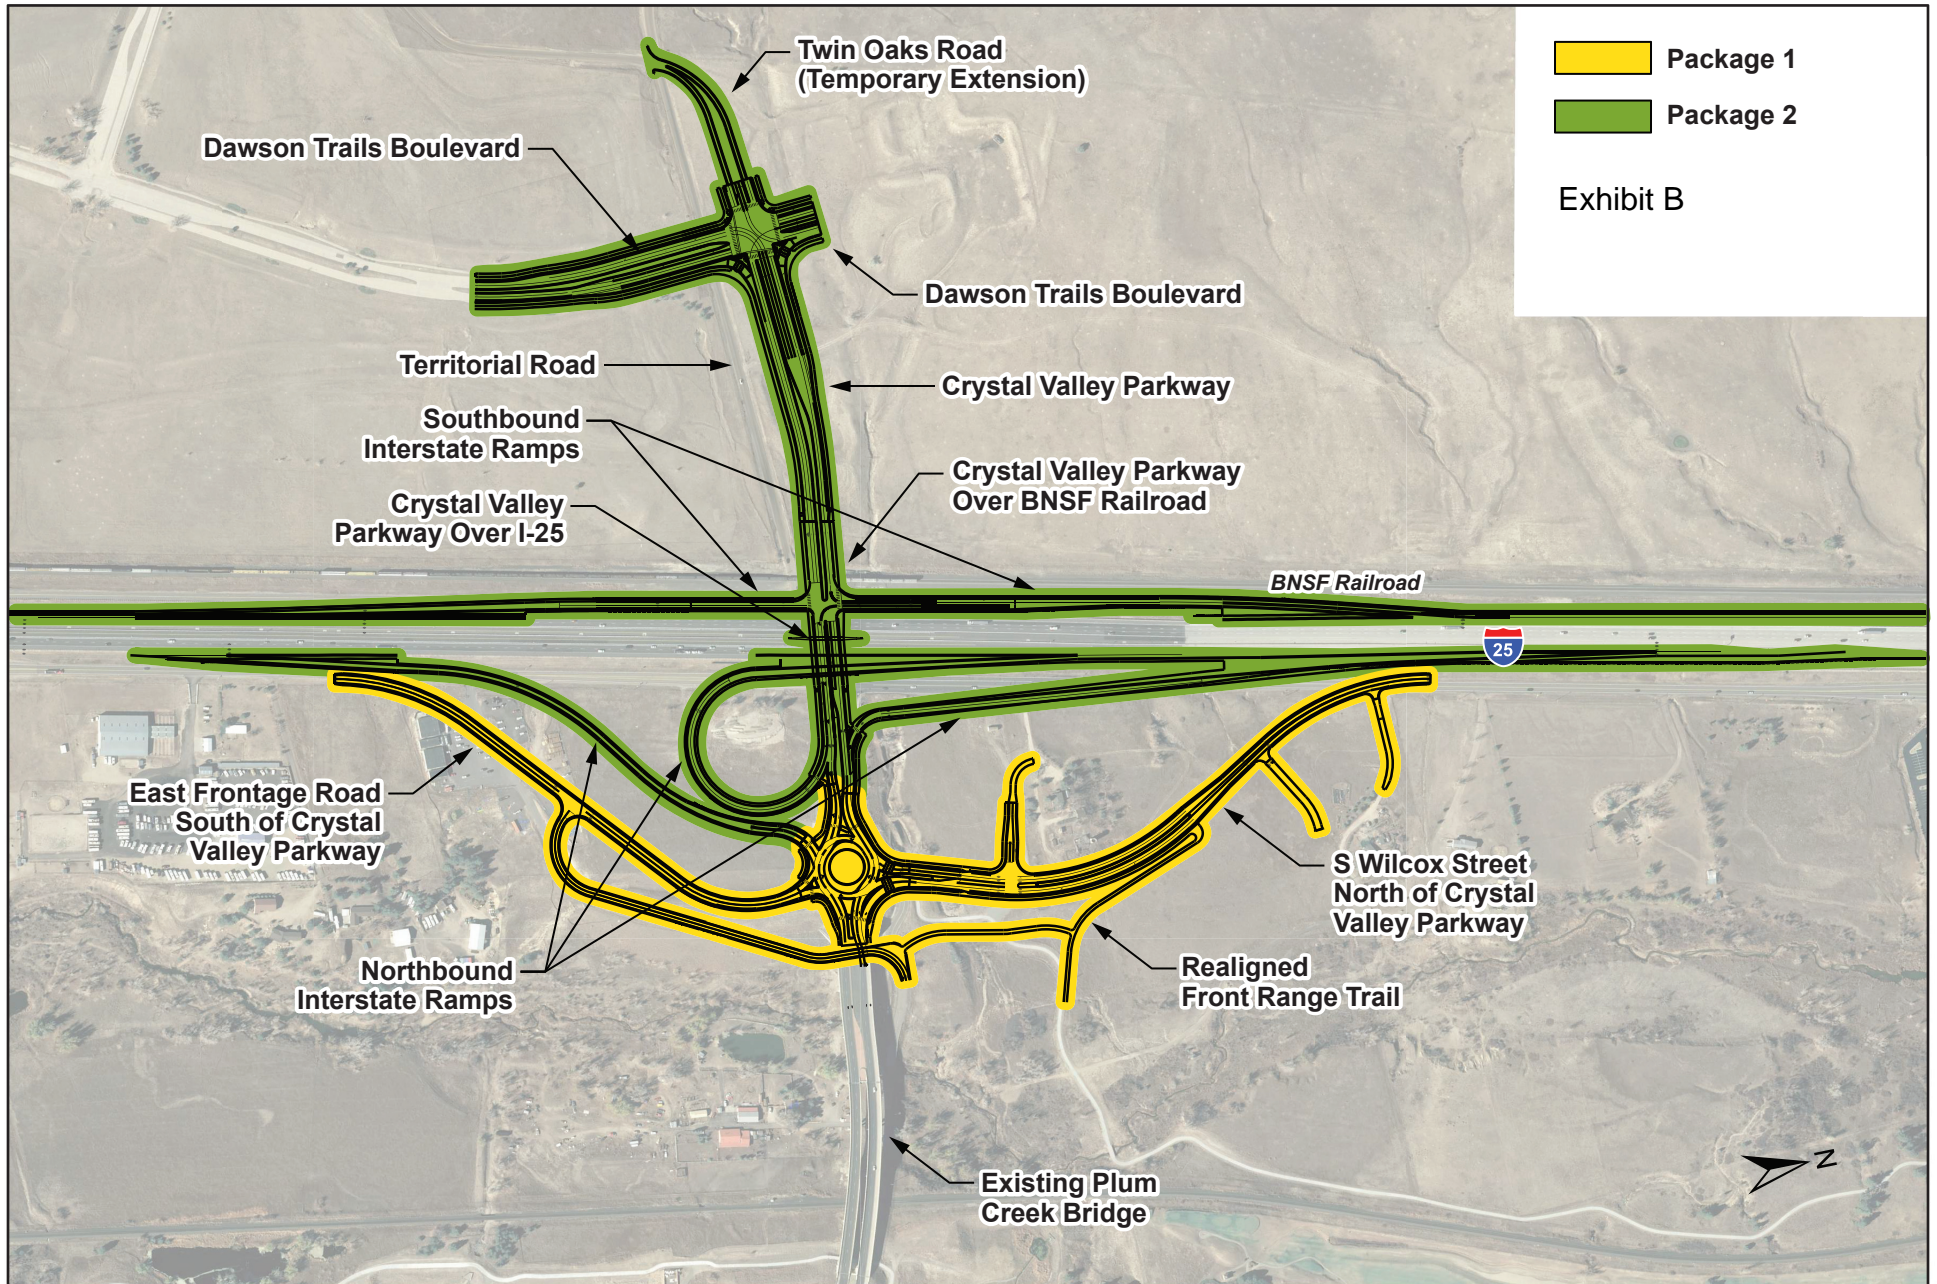 Twin Oaks Road
(Temporary Extension)
Package 1
Package 2
Exhibit B
Dawson Trails Boulevard
Dawson Trails Boulevard
Territorial Road
Crystal Valley Parkway
Southbound
Interstate Ramps
Crystal Valley Parkway
Over BNSF Railroad
Crystal Valley
Parkway Over I-25
BNSF Railroad
25
East Frontage Road
South of Crystal
Valley Parkway
S Wilcox Street
North of Crystal
Valley Parkway
Northbound
Interstate Ramps
Realigned
Front Range Trail
Existing Plum
Creek Bridge
N